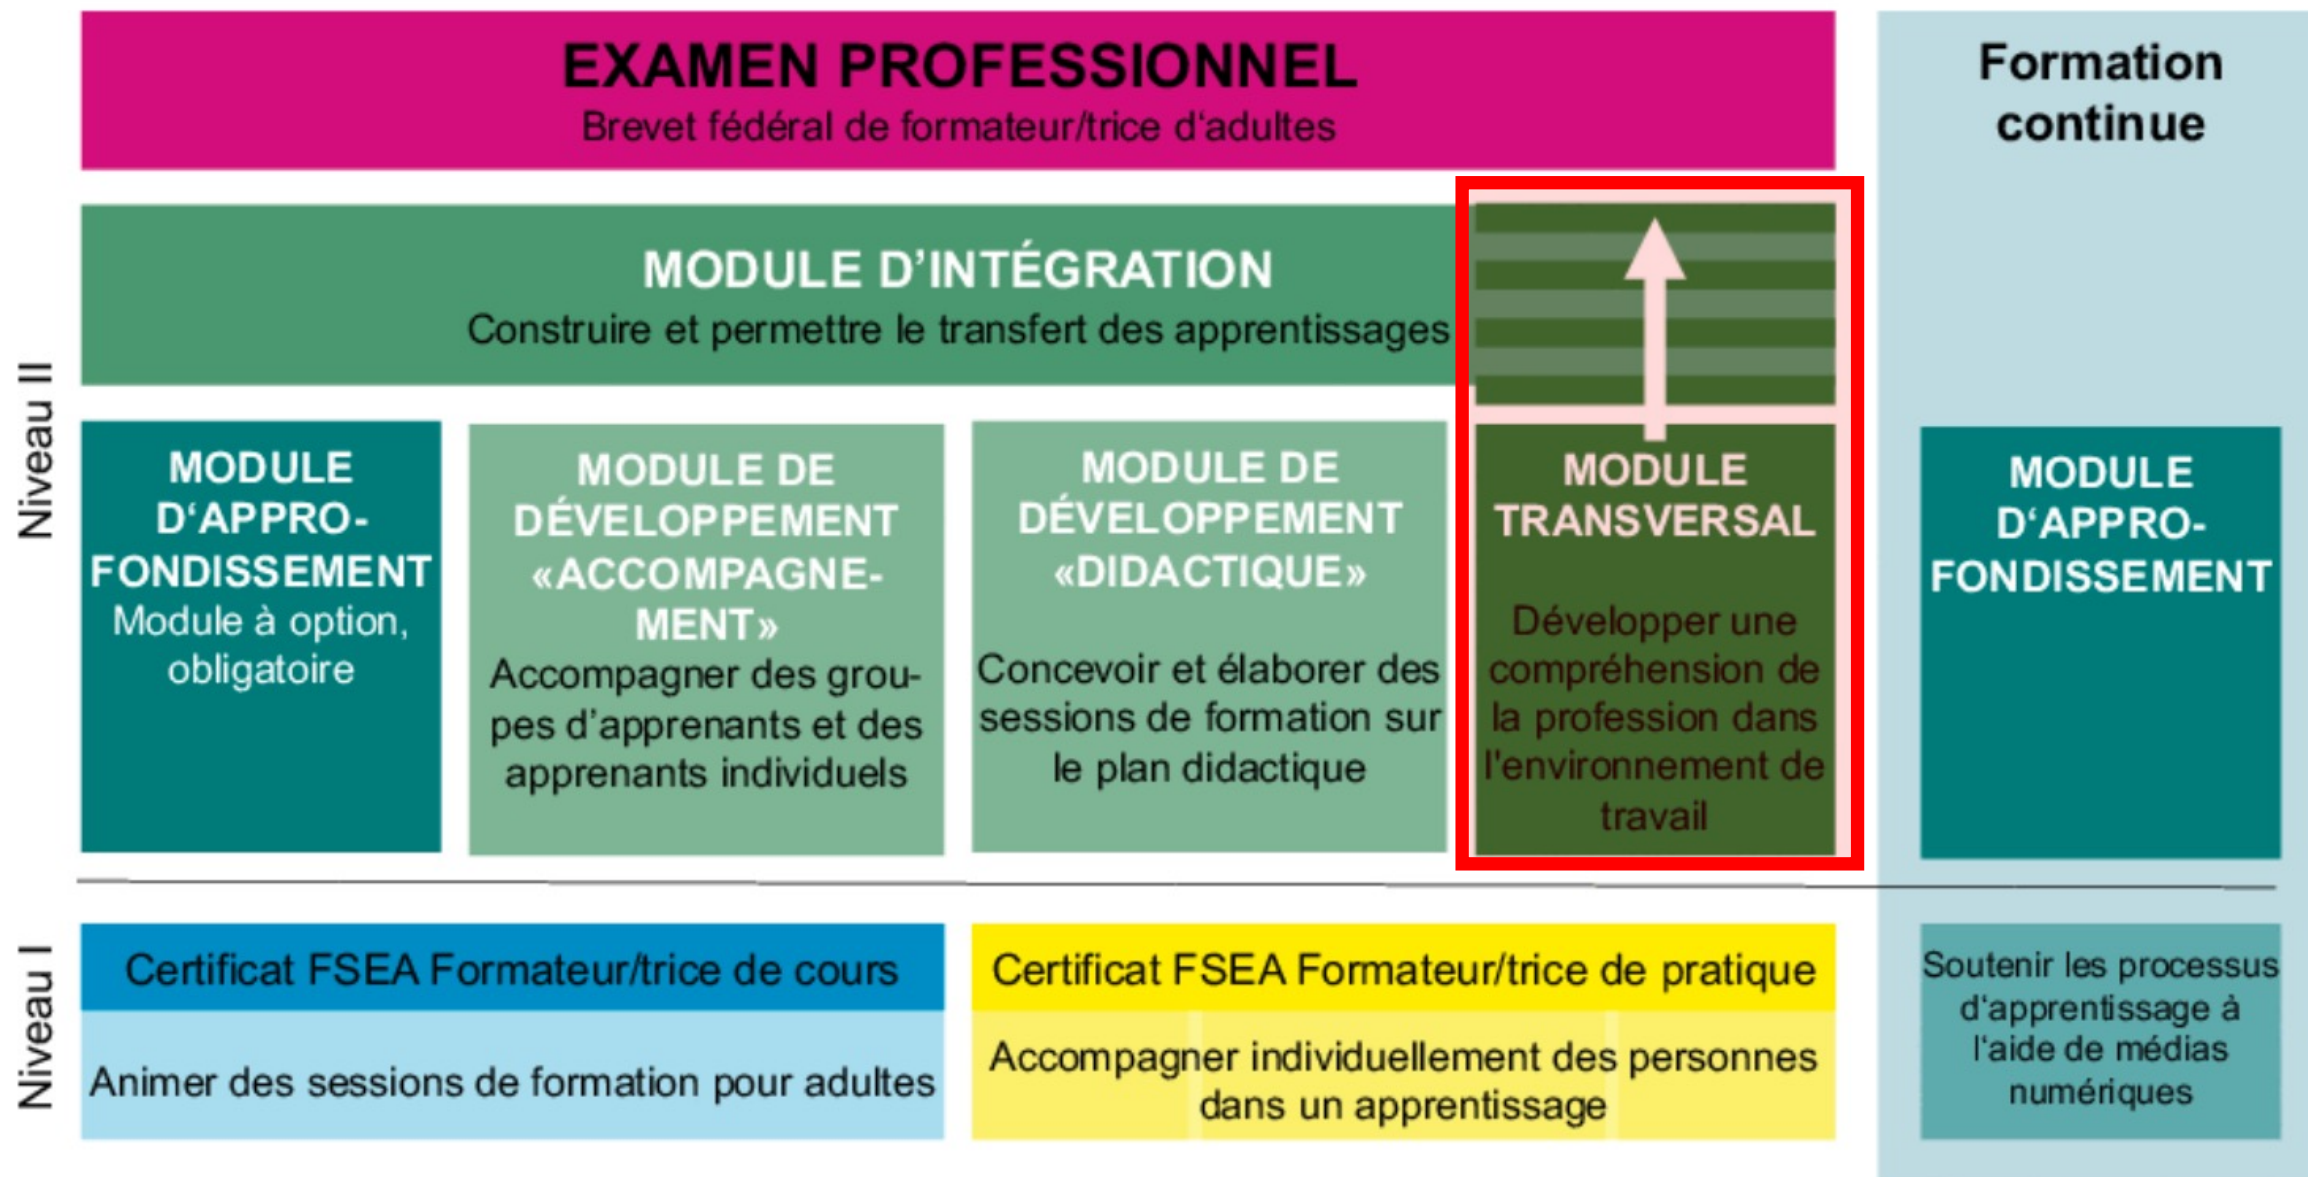 EXAMEN PROFESSIONNEL
Brevet fédéral de formateur/trice d‘adultes
Formation
continue
Niveau II
MODULE D’INTÉGRATION
Construire et permettre le transfert des apprentissages
MODULE
D‘APPRO-
FONDISSEMENT
Module à option,
obligatoire
MODULE DE
DÉVELOPPEMENT
«ACCOMPAGNE-
MENT»
Accompagner des grou-
pes d’apprenants et des
apprenants individuels
MODULE DE
DÉVELOPPEMENT
«DIDACTIQUE»
Concevoir et élaborer des
sessions de formation sur
le plan didactique
MODULE
TRANSVERSAL
Développer une
compréhension de
la profession dans
l'environnement de
travail
MODULE
D‘APPRO-
FONDISSEMENT
Niveau I
Certificat FSEA Formateur/trice de cours
Animer des sessions de formation pour adultes
Certificat FSEA Formateur/trice de pratique
Accompagner individuellement des personnes
dans un apprentissage
Soutenir les processus
d‘apprentissage à
l‘aide de médias
numériques